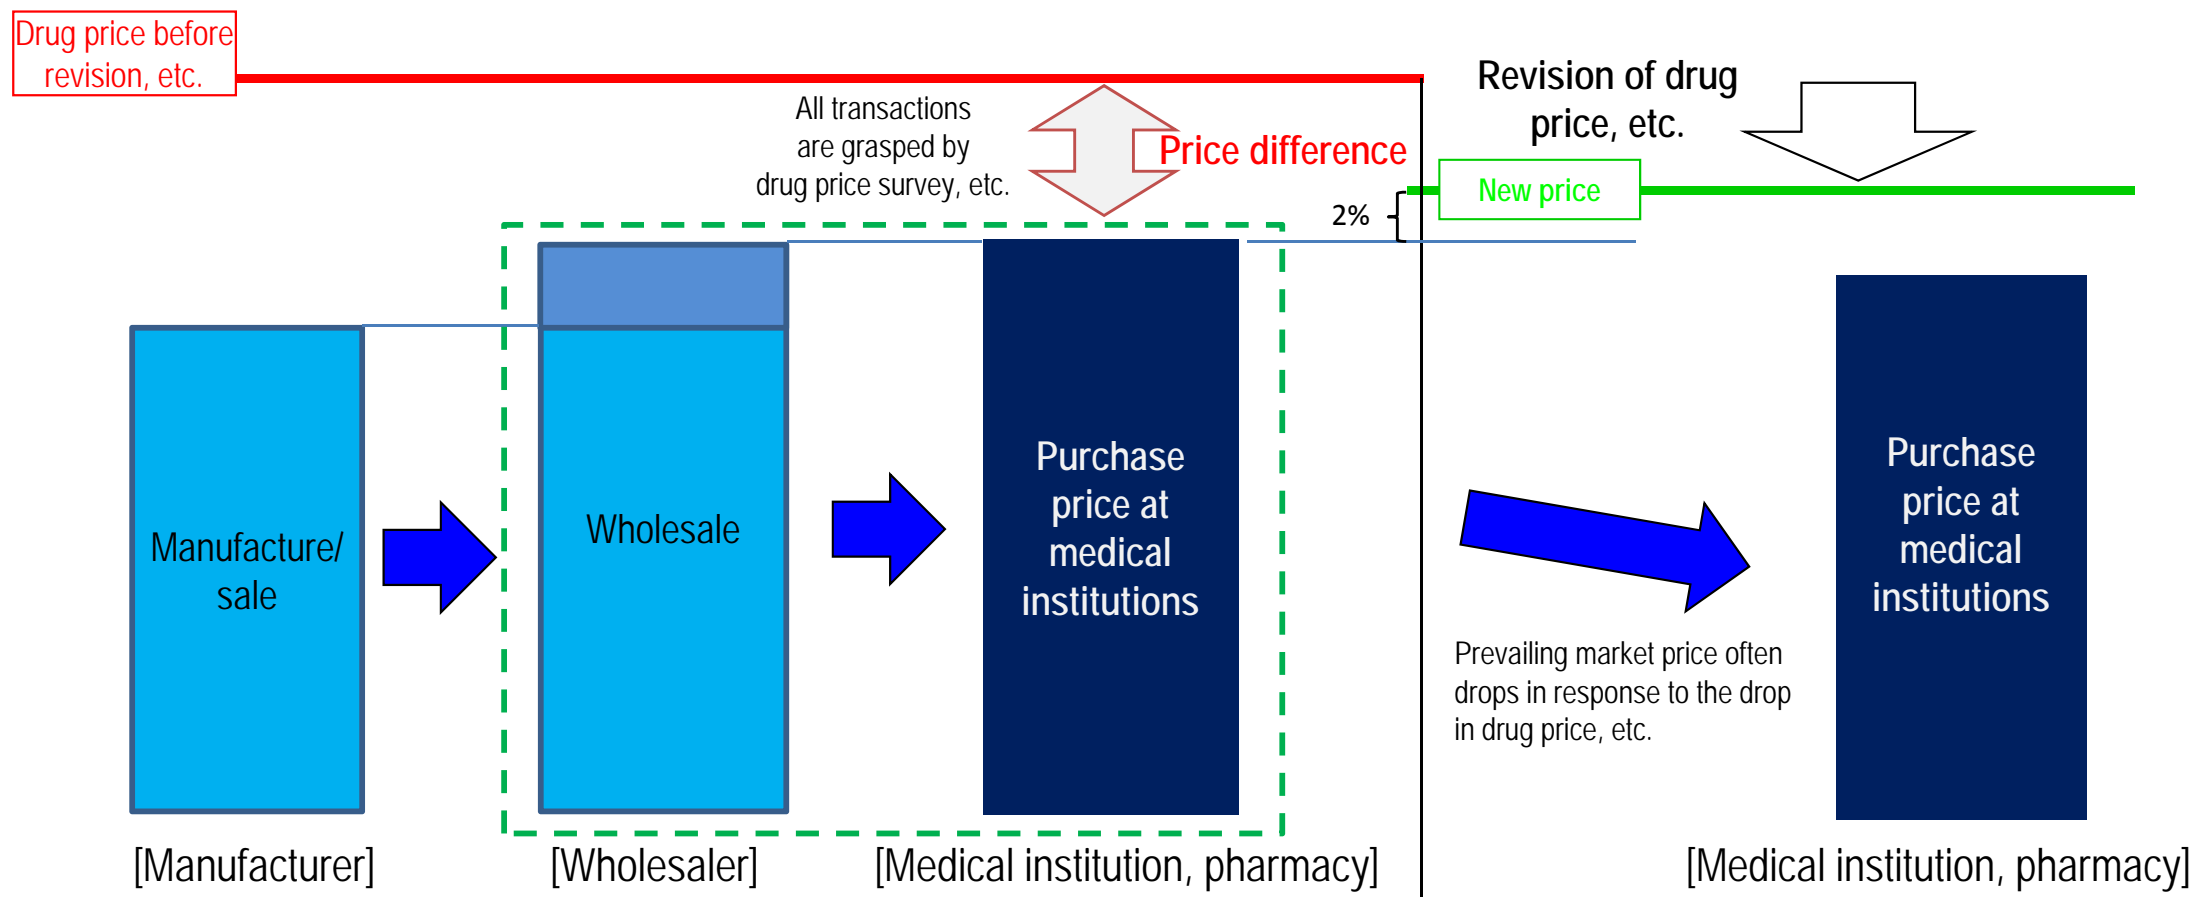 Drug price before
revision, etc.
All transactions
are grasped by
drug price survey, etc.
Price difference
Revision of drug
price, etc.
New price
2%
Manufacture/
sale
Wholesale
Purchase
price at
medical
institutions
Purchase
price at
medical
institutions
Prevailing market price often
drops in response to the drop
in drug price, etc.
[Manufacturer]
[Wholesaler]
[Medical institution, pharmacy]
[Medical institution, pharmacy]